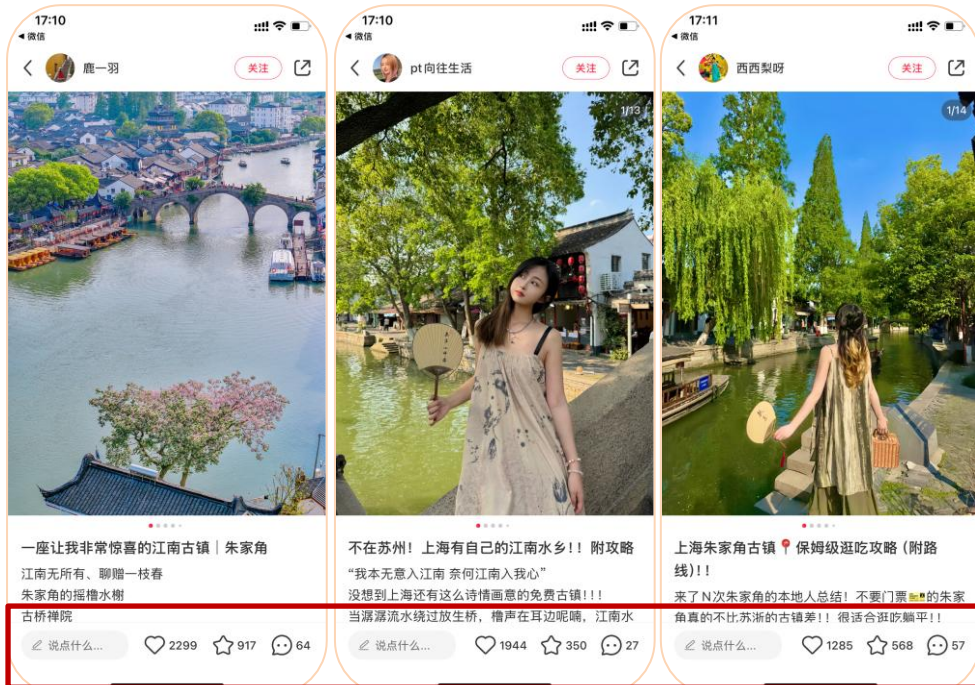 17:10
微信
鹿一羽
关注
一座让我非常惊喜的江南古镇｜朱家角
江南无所有、聊赠一枝春
朱家角的摇橹水榭
古桥禅院
说点什么...
2299
917
64
17:10
微信
pt向往生活
关注
1/13
不在苏州！上海有自己的江南水乡！！附攻略
“我本无意入江南 奈何江南入我心”
没想到上海还有这么诗情画意的免费古镇!!!
当潺潺流水绕过放生桥，橹声在耳边呢喃，江南水
说点什么...
1944
350
27
17:11
微信
西西梨呀
关注
1/14
上海朱家角古镇📍保姆级逛吃攻略（附路
线）!!
来了N次朱家角的本地人总结！不要门票🎫的朱家
角真的不比苏浙的古镇差!！很适合逛吃躺平!！
说点什么...
1285
568
57